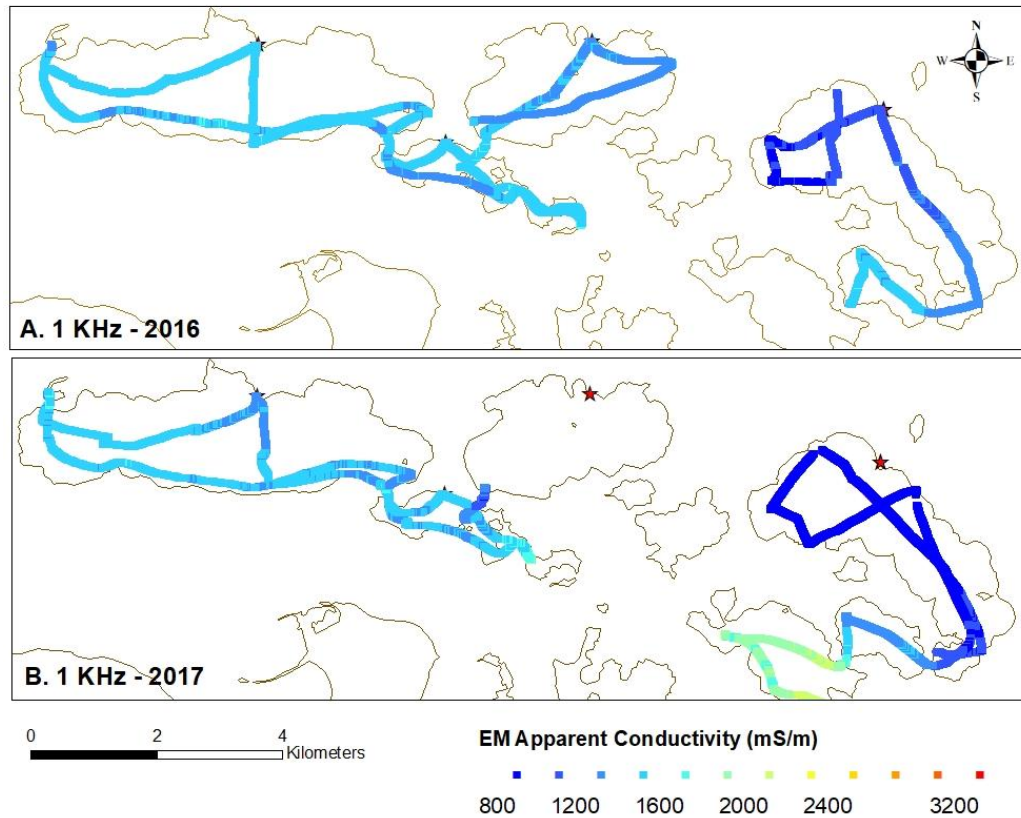 N
W E
S
A. 1 KHz - 2016
B. 1 KHz - 2017
0 2 4
Kilometers
EM Apparent Conductivity (mS/m)
800 1200 1600 2000 2400 3200